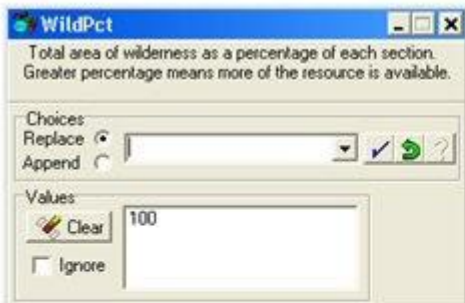 WildPct
Total area of wilderness as a percentage of each section.
Greater percentage means more of the resource is available.
Choices
Replace
Append
Values
Clear
100
Ignore